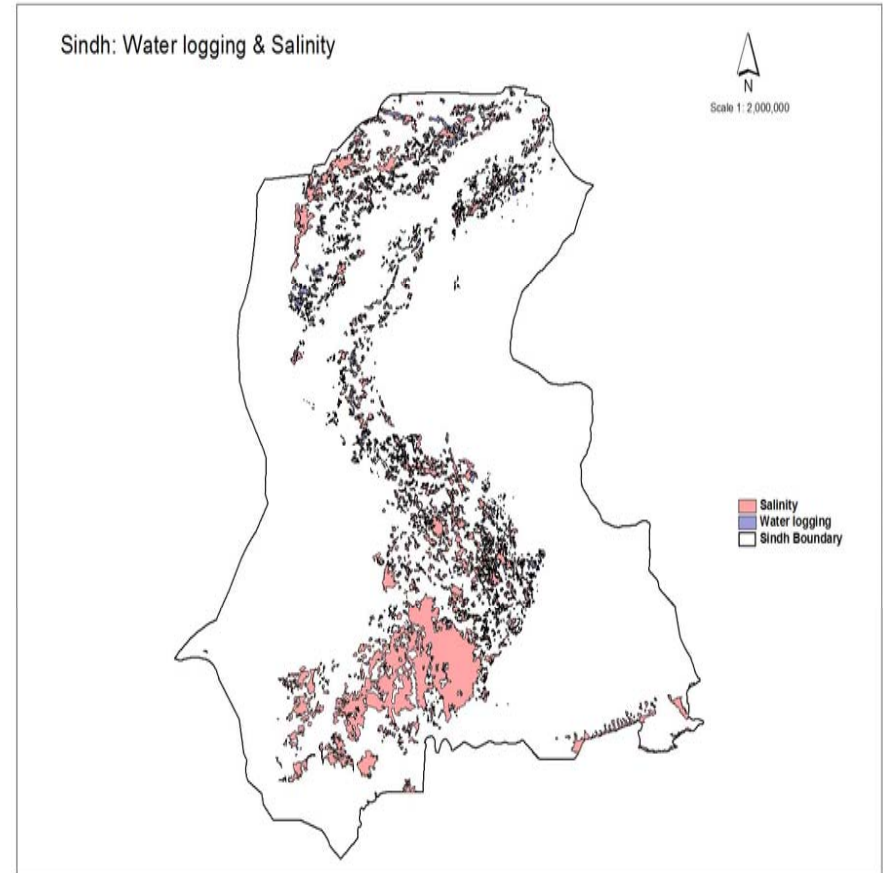 Sindh: Water logging & Salinity
N
Scale 1: 2,000,000
Salinity
Water logging
Sindh Boundary